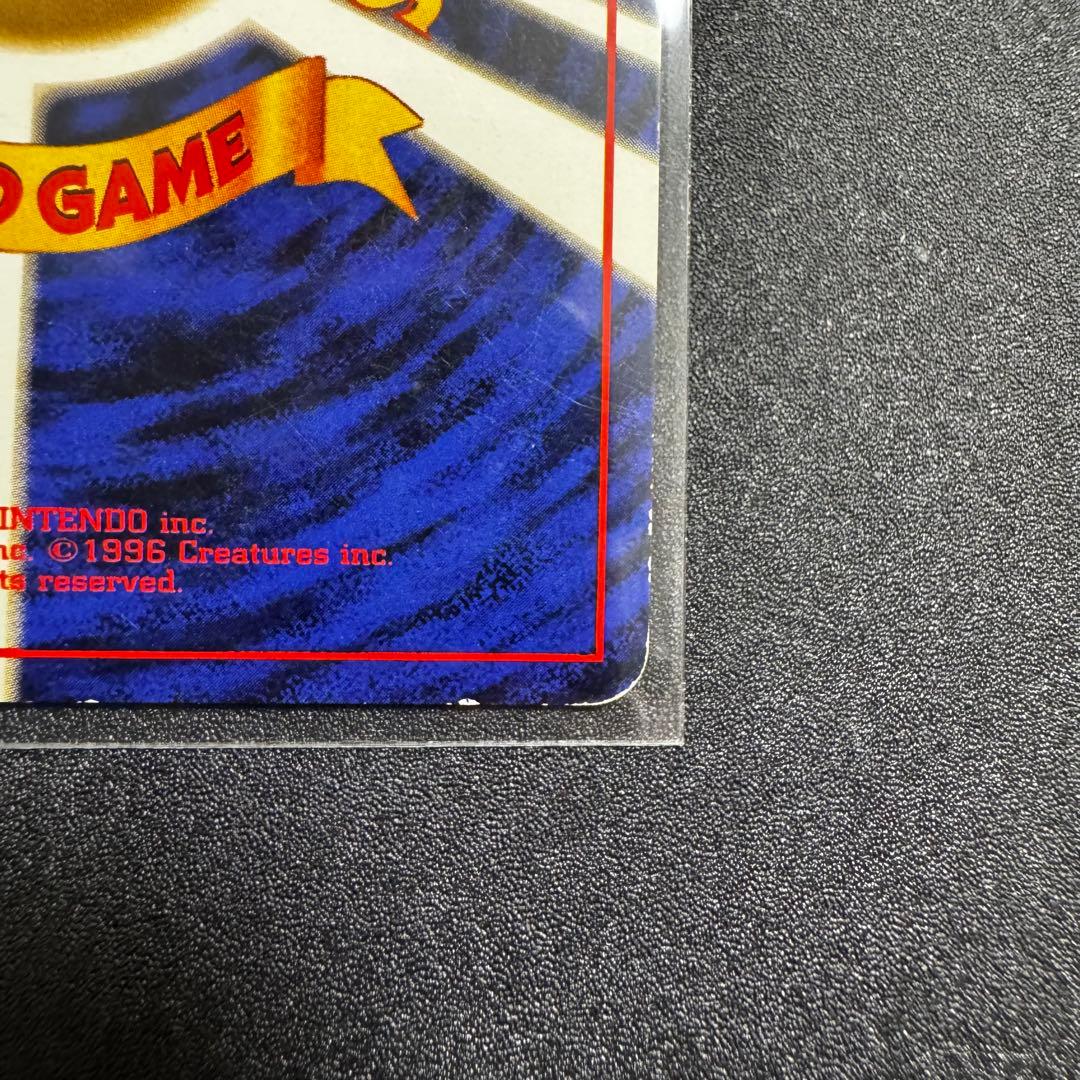 GAME
INTENDO inc.
nc. ©1996 Creatures inc.
ts reserved.